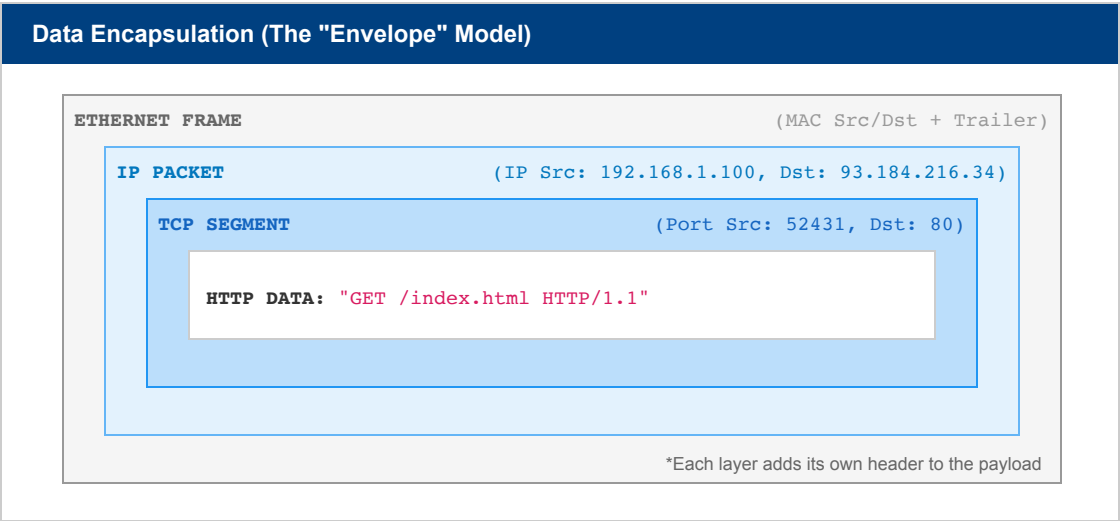 Data Encapsulation (The "Envelope" Model)
ETHERNET FRAME (MAC Src/Dst + Trailer)
IP PACKET (IP Src: 192.168.1.100, Dst: 93.184.216.34)
TCP SEGMENT (Port Src: 52431, Dst: 80)
HTTP DATA: "GET /index.html HTTP/1.1"
*Each layer adds its own header to the payload